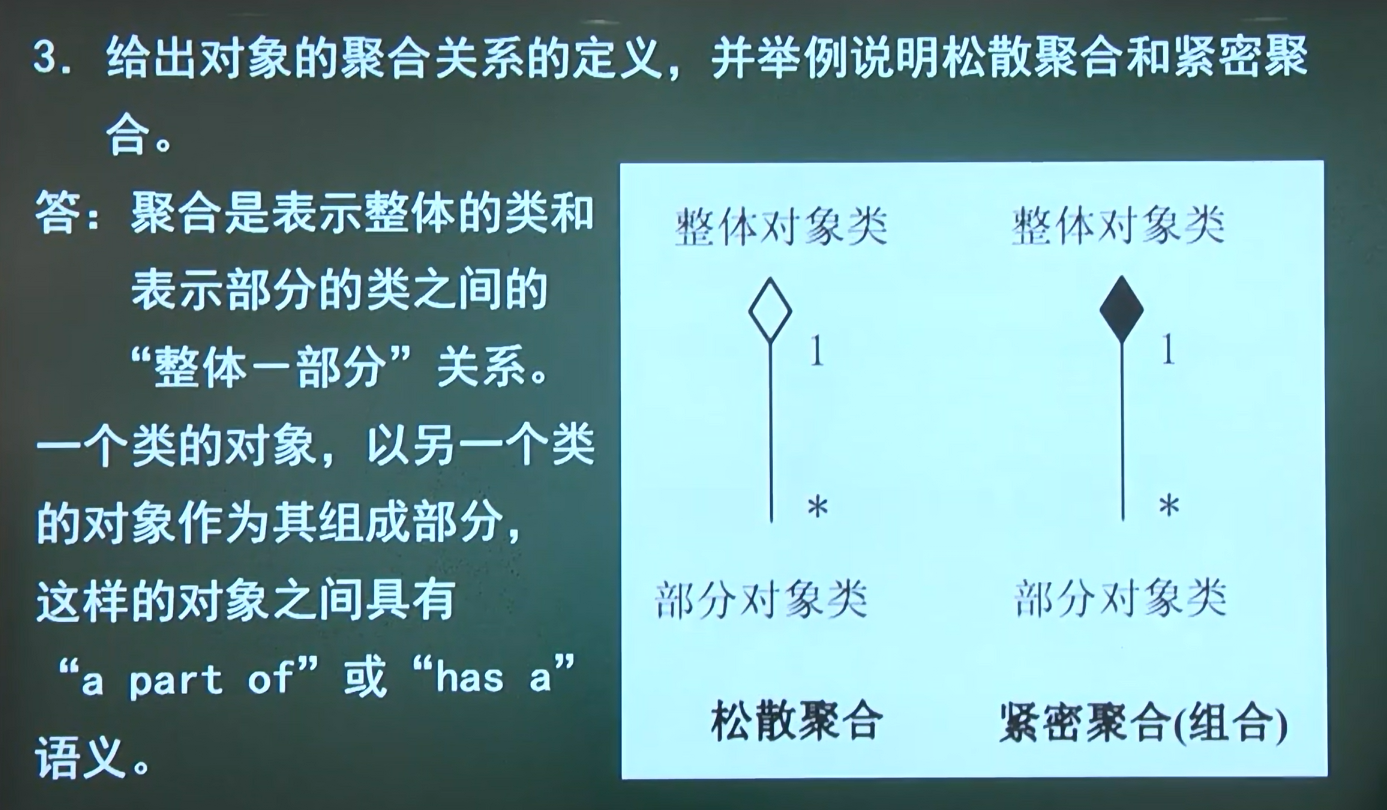 3. 给出对象的聚合关系的定义，并举例说明松散聚合和紧密聚
合。
答：聚合是表示整体的类和
表示部分的类之间的
“整体－部分”关系。
一个类的对象，以另一个类
的对象作为其组成部分，
这样的对象之间具有
“a part of”或“has a”
语义。
整体对象类
1
*
部分对象类
松散聚合
整体对象类
1
*
部分对象类
紧密聚合(组合)